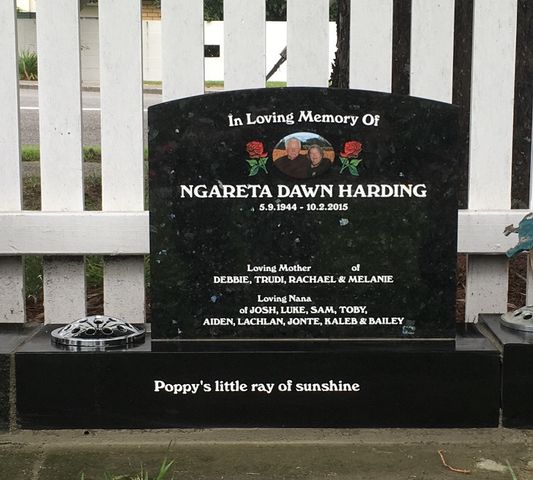 In Loving Memory Of
NGARETA DAWN HARDING
5.9.1944 - 10.2.2015
Loving Mother of
DEBBIE, TRUDI, RACHAEL & MELANIE
Loving Nana
of JOSH, LUKE, SAM, TOBY,
AIDEN, LACHLAN, JONTE, KALEB & BAILEY
Poppy's little ray of sunshine